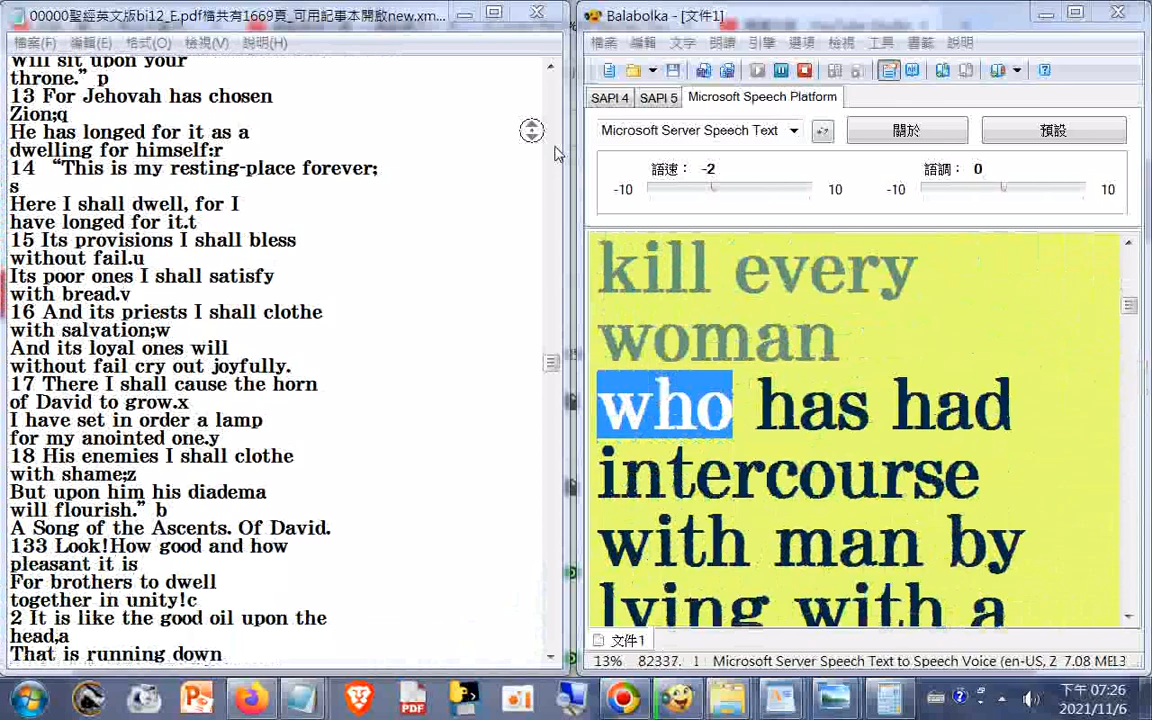 00000聖經英文版bi12_E.pdf檔共有1669頁_可用記事本開啟new.xm...
檔案(F) 編輯(E) 格式(O) 檢視(V) 說明(H)
Will sit upon your
throne.” p
13 For Jehovah has chosen
Zion;q
He has longed for it as a
dwelling for himself:r
14 “This is my resting-place forever;
s
Here I shall dwell, for I
have longed for it.t
15 Its provisions I shall bless
without fail.u
Its poor ones I shall satisfy
with bread.v
16 And its priests I shall clothe
with salvation;w
And its loyal ones will
without fail cry out joyfully.
17 There I shall cause the horn
of David to grow.x
I have set in order a lamp
for my anointed one.y
18 His enemies I shall clothe
with shame;z
But upon him his diadema
will flourish.” b
A Song of the Ascents. Of David.
133 Look!How good and how
pleasant it is
For brothers to dwell
together in unity!c
2 It is like the good oil upon the
head,a
That is running down
Balabolka - [文件1]
檔案 編輯 文字 朗讀 引擎 選項 檢視 工具 書籤 說明
SAPI 4 SAPI 5 Microsoft Speech Platform
Microsoft Server Speech Text 關於 預設
語速： -2 語調： 0
-10 10 -10 10
kill every
woman
who has had
intercourse
with man by
lying with a
文件1
13% 82337. 1 Microsoft Server Speech Text to Speech Voice (en-US, 2 7.08 ME13
PDF
下午 07:26
2021/11/6